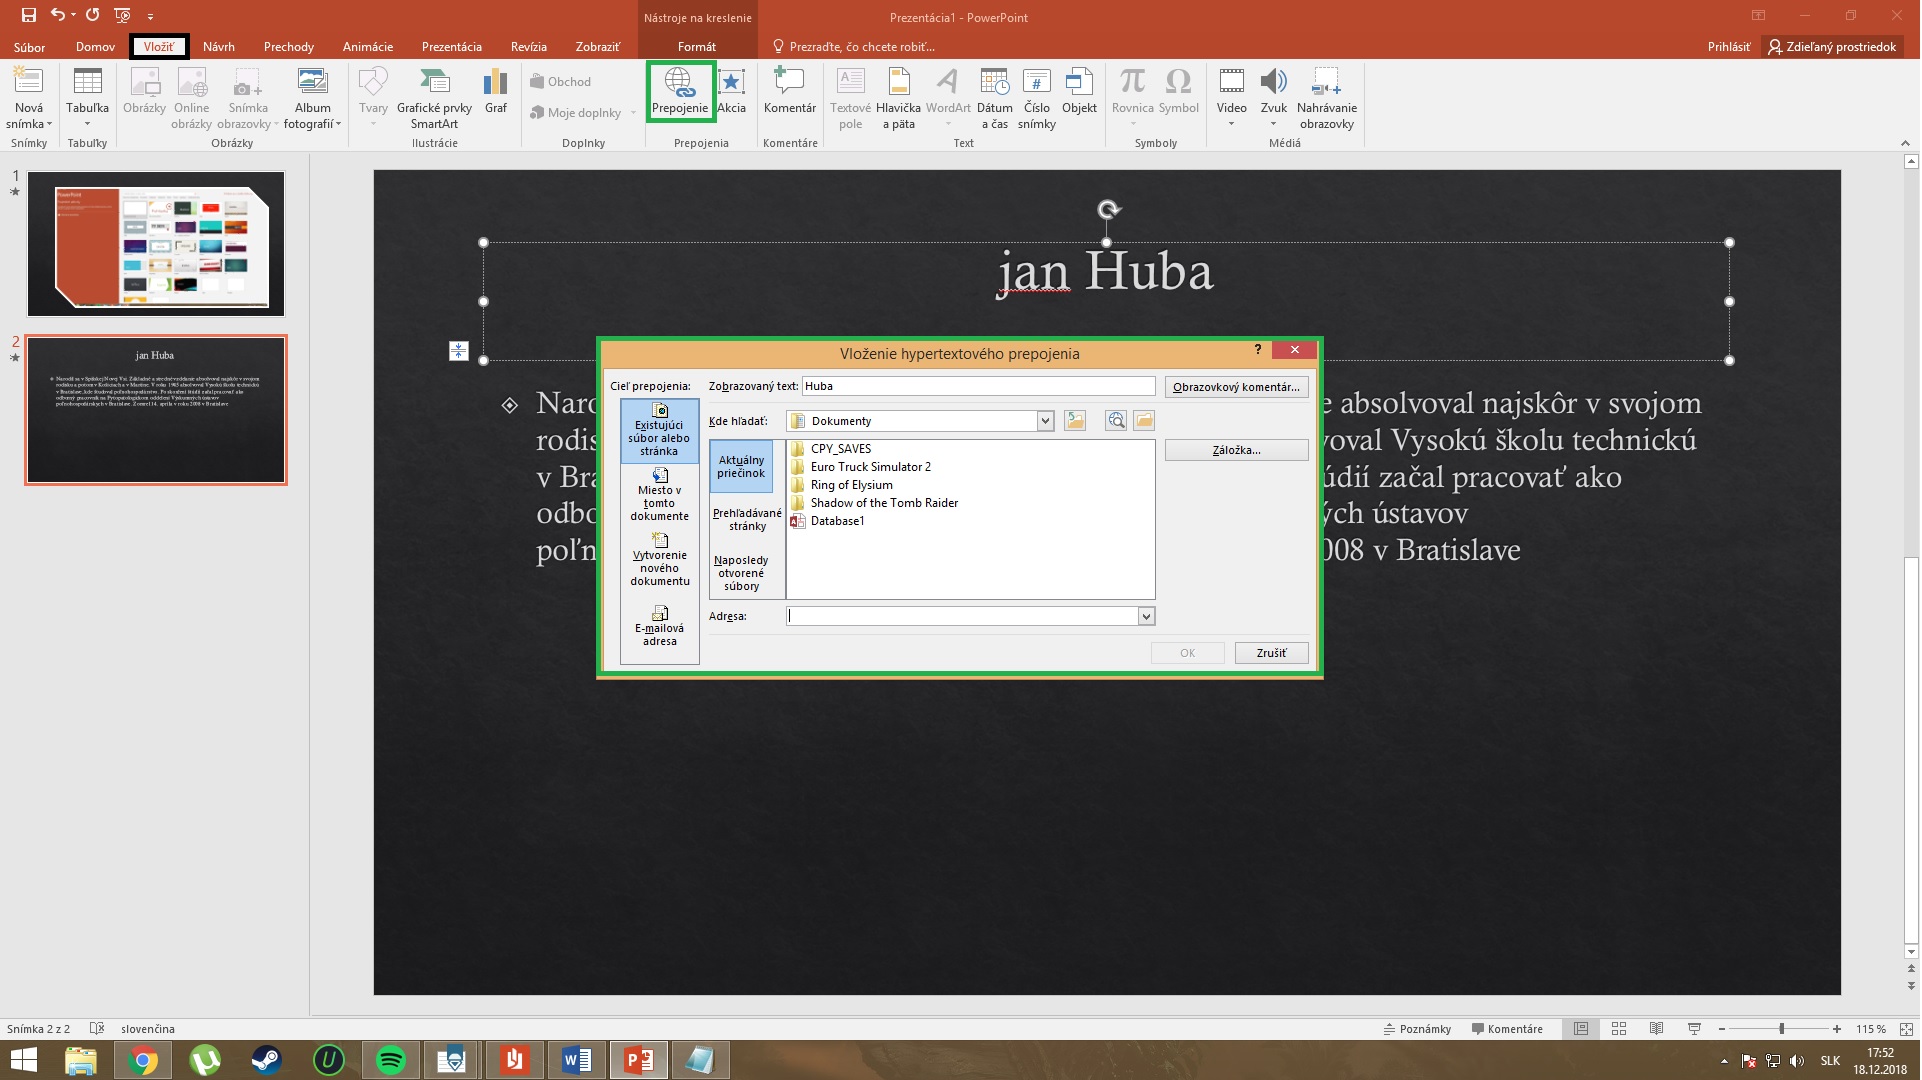 Nástroje na kreslenie
Prezentácia1 - PowerPoint
Súbor Domov Vložiť Návrh Prechody Animácie Prezentácia Revízia Zobraziť Formát Prezraďte, čo chcete robiť... Prihlásiť Zdieľaný prostriedok
Nová snímka
Tabuľka
Obrázky
Online obrázky
Snímka obrazovky
Album fotografií
Tvary
Grafické prvky SmartArt
Graf
Obchod
Moje doplnky
Prepojenie
Akcia
Komentár
Textové pole
Hlavička a päta
WordArt
Dátum a čas
Číslo snímky
Objekt
Rovnica
Symbol
Video
Zvuk
Nahrávanie obrazovky
Snímky Tabuľky Obrázky Ilustrácie Doplnky Prepojenia Komentáre Text Symboly Médiá
1
2
jan Huba
jan Huba
Vloženie hypertextového prepojenia
?
Cieľ prepojenia:
Zobrazovaný text: Huba
Obrazovkový komentár...
Existujúci súbor alebo stránka
Miesto v tomto dokumente
Vytvorenie nového dokumentu
E-mailová adresa
Kde hľadať: Dokumenty
Aktuálny priečinok
Prehľadávané stránky
Naposledy otvorené súbory
CPY_SAVES
Euro Truck Simulator 2
Ring of Elysium
Shadow of the Tomb Raider
Database1
Záložka...
Adresa:
OK
Zrušiť
Naro
e absolvoval najskôr v svojom
rodis
voval Vysokú školu technickú
v Bra
údií začal pracovať ako
odbo
ých ústavov
poľn
008 v Bratislave
Snímka 2 z 2
slovenčina
Poznámky
Komentáre
115 %
SLK
17:52
18.12.2018